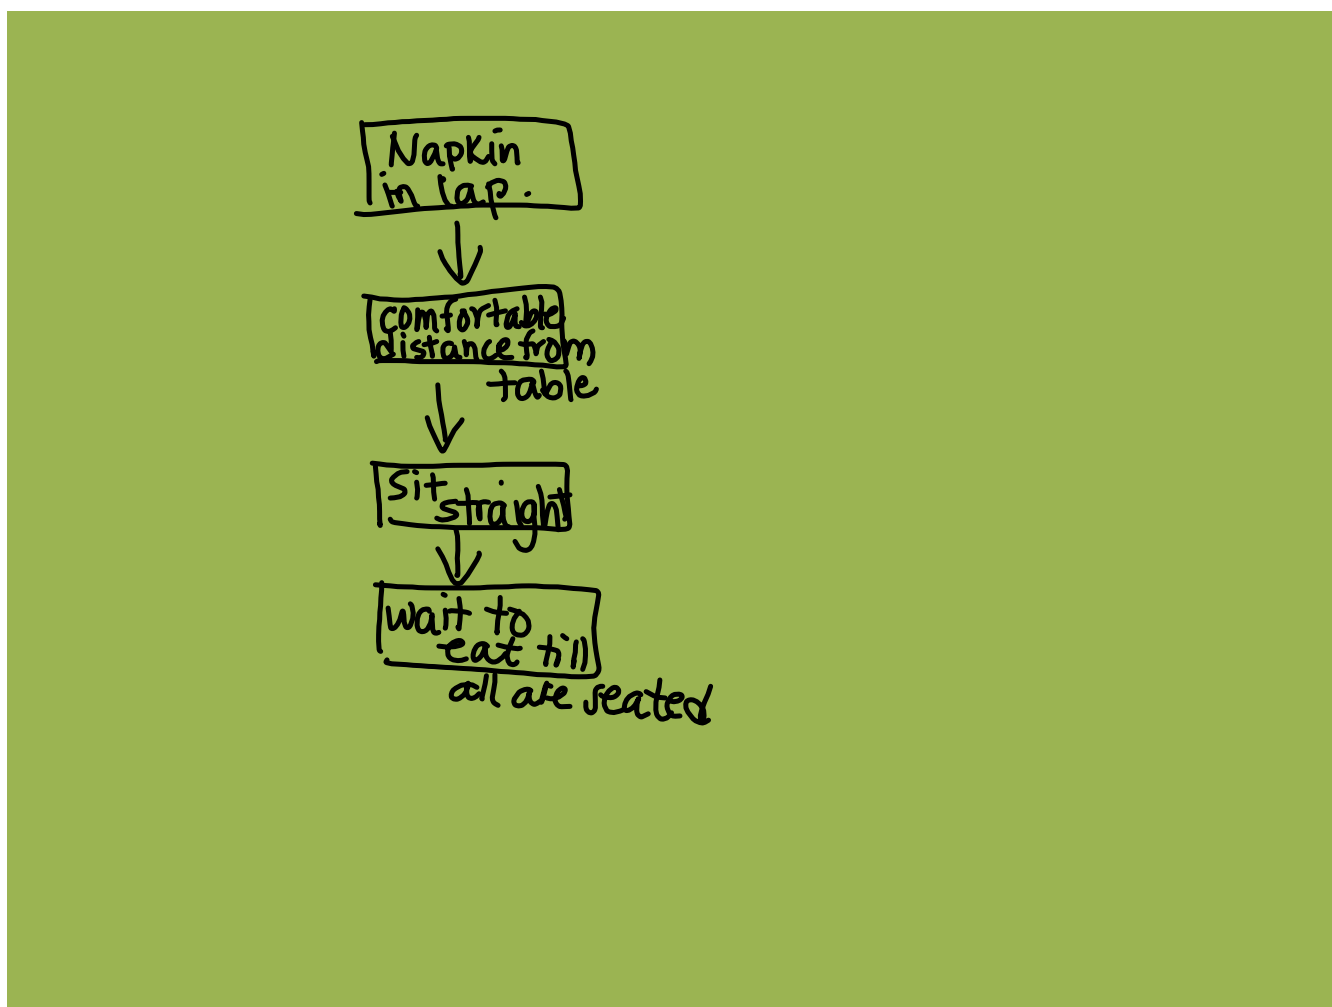 Napkin
in lap.
comfortable
distance from
table
Sit
straight
wait to
eat till
all are seated